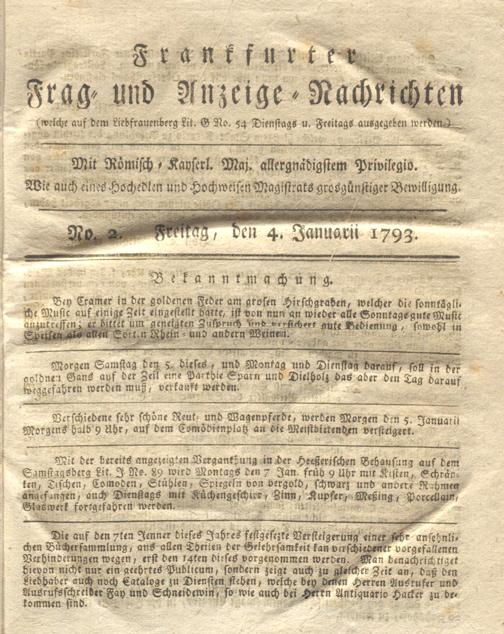 Frankfurter
Frag- und Anzeige-Nachrichten
(welche auf dem Liebfrauenberg Lit. G No. 54 Dienstags u. Freitags ausgegeben werden.)
Mit Römisch-Kayserl. Maj. allergnädigstem Privilegio.
Wie auch eines Hochedlen und Hochweisen Magistrats grosgünstiger Bewilligung.
No. 2. Freitag, den 4. Januarii 1793.
Bekanntmachung.
Bey Cramer in der goldenen Feder am grosen Hirschgraben, welcher die sonntägli-
che Music auf einige Zeit eingestellt hatte, ist von nun an wieder alle Sonntage gute Music
anzutreffen; er bittet um geneigten Zuspruch und versichert gute Bedienung, sowohl in
Speisen als allen Sorten Rhein- und andern Weinen.
Morgen Samstag den 5. dieses, und Montag und Dienstag darauf, soll in der
goldnen Gans auf der Zeil eine Parthie Sparn und Dielholz das aber den Tag darauf
weggefahren werden muß, verkauft werden.
Verschiedene sehr schöne Reut- und Wagenpferde, werden Morgen den 5. Januarii
Morgens halb 9 Uhr, auf dem Comödienplatz an die Meistbietenden versteigert.
Mit der bereits angezeigten Verganthung in der Heeserischen Behausung auf dem
Samstagsberg Lit. J No. 89 wird Montags den 7 Jan. früh 9 Uhr mit Kisten, Schrän-
ken, Tischen, Comoden, Stühlen, Spiegeln von vergold, schwarz und andere Rahmen
angefangen, auch Dienstags mit Küchengeschirr, Zinn, Kupfer, Meßing, Porcellain,
Glaswerk fortgefahren werden.
Die auf den 7ten Jenner dieses Jahres festgesetzte Versteigerung einer sehr ansehnli-
chen Büchersammlung, aus allen Theilen der Gelehrsamkeit kan verschiedener vorgefallenen
Verhinderungen wegen, erst den 14ten dieses vorgenommen werden. Man benachrichtiget
hievon nicht nur ein geehrtes Publicum, sondern zeigt auch zu gleicher Zeit an, daß den
Liebhaber auch noch Cataloge zu Diensten stehen, welche bey denen Herren Ausrufer und
Ausrufsschreiber Fay und Schneidewin, so wie auch bei Herrn Antiquario Hacker zu be-
kommen sind.